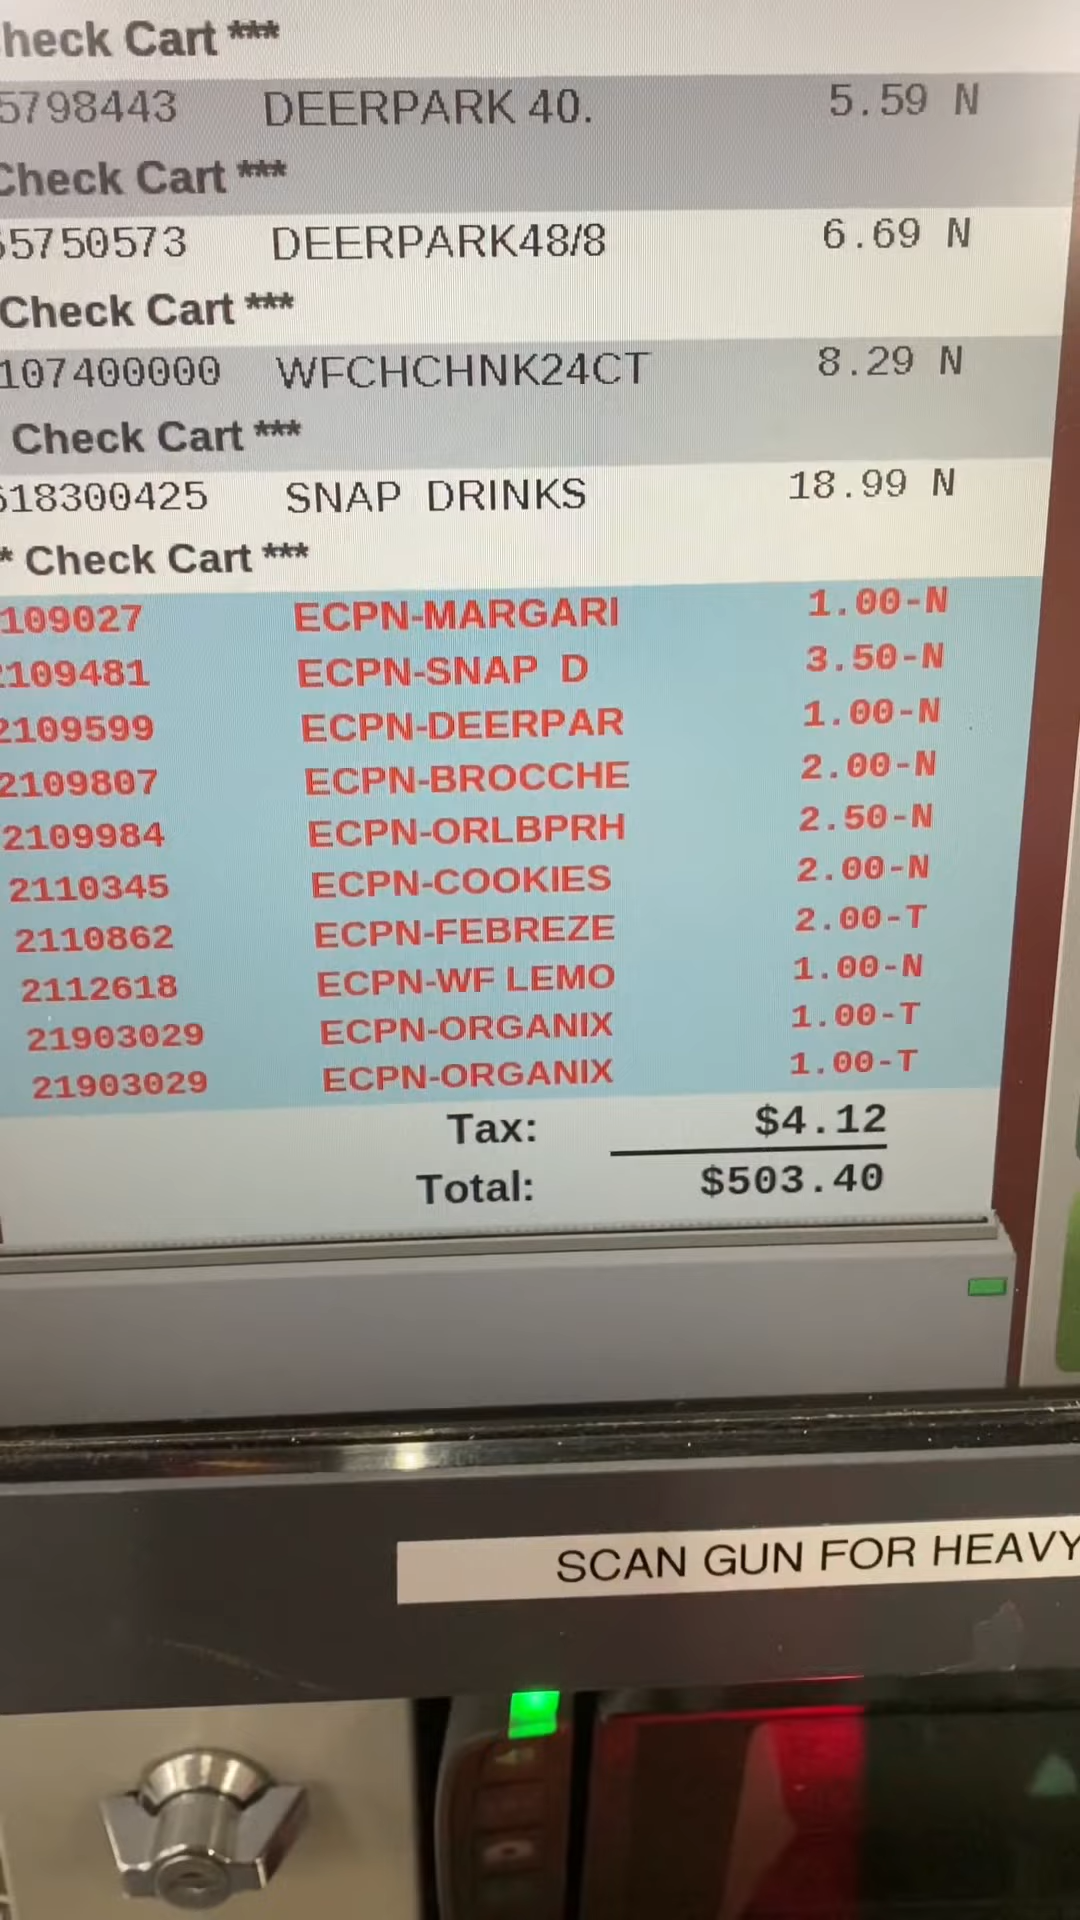 heck Cart ***
5798443 DEERPARK 40. 5.59 N
Check Cart ***
5750573 DEERPARK48/8 6.69 N
Check Cart ***
107400000 WFCHCHNK24CT 8.29 N
Check Cart ***
618300425 SNAP DRINKS 18.99 N
* Check Cart ***
109027 ECPN-MARGARI 1.00-N
2109481 ECPN-SNAP D 3.50-N
2109599 ECPN-DEERPAR 1.00-N
2109807 ECPN-BROCCHE 2.00-N
2109984 ECPN-ORLBPRH 2.50-N
2110345 ECPN-COOKIES 2.00-N
2110862 ECPN-FEBREZE 2.00-T
2112618 ECPN-WF LEMO 1.00-N
21903029 ECPN-ORGANIX 1.00-T
21903029 ECPN-ORGANIX 1.00-T
Tax: $4.12
Total: $503.40
SCAN GUN FOR HEAVY